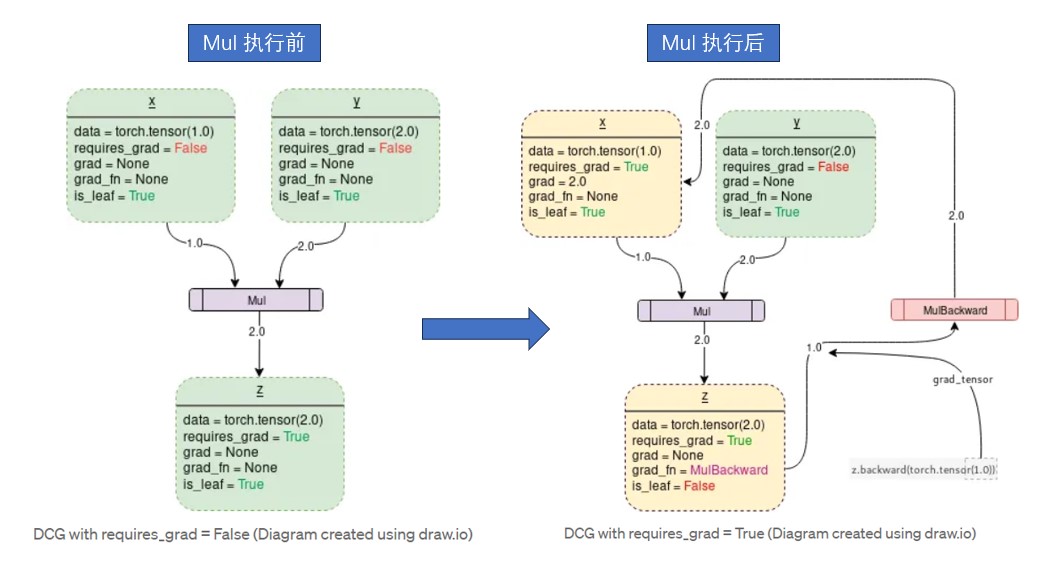 Mul 执行前
x
data = torch.tensor(1.0)
requires_grad = False
grad = None
grad_fn = None
is_leaf = True
y
data = torch.tensor(2.0)
requires_grad = False
grad = None
grad_fn = None
is_leaf = True
1.0
2.0
Mul
2.0
z
data = torch.tensor(2.0)
requires_grad = True
grad = None
grad_fn = None
is_leaf = True
DCG with requires_grad = False (Diagram created using draw.io)
Mul 执行后
x
data = torch.tensor(1.0)
requires_grad = True
grad = 2.0
grad_fn = None
is_leaf = True
2.0
y
data = torch.tensor(2.0)
requires_grad = False
grad = None
grad_fn = None
is_leaf = True
2.0
1.0
2.0
Mul
MulBackward
2.0
1.0
grad_tensor
z
data = torch.tensor(2.0)
requires_grad = True
grad = None
grad_fn = MulBackward
is_leaf = False
z.backward(torch.tensor(1.0))
DCG with requires_grad = True (Diagram created using draw.io)